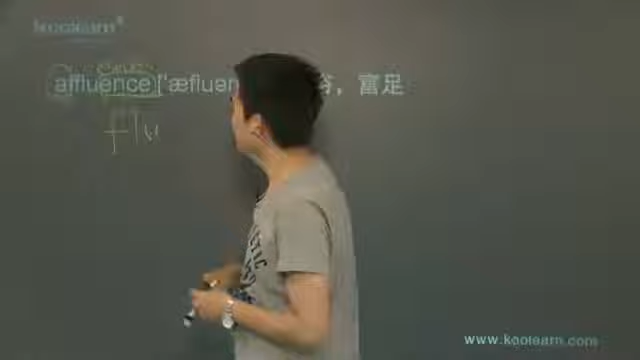 koolearn®
affluence ['æfluən 裕，富足
flu
www.koolearn.com